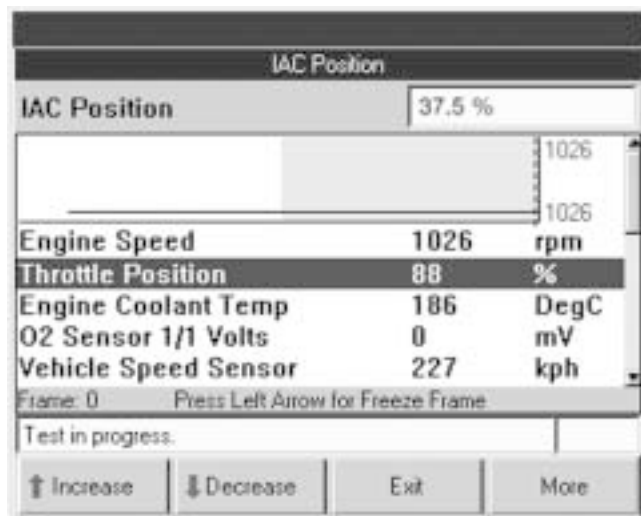 IAC Position
IAC Position 37.5 %
1026
1026
Engine Speed 1026 rpm
Throttle Position 88 %
Engine Coolant Temp 186 DegC
O2 Sensor 1/1 Volts 0 mV
Vehicle Speed Sensor 227 kph
Frame: 0 Press Left Arrow for Freeze Frame
Test in progress.
Increase Decrease Exit More